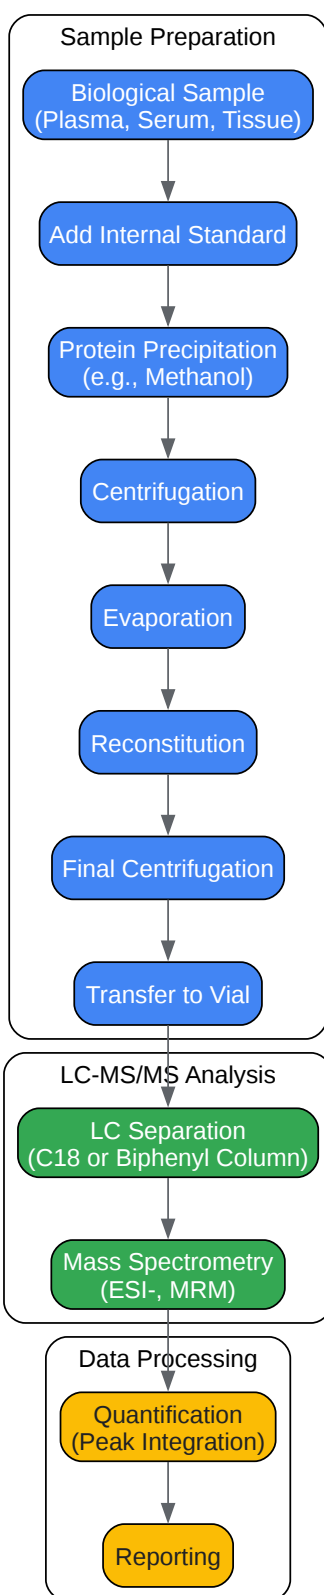 Sample Preparation
Biological Sample
(Plasma, Serum, Tissue)
Add Internal Standard
Protein Precipitation
(e.g., Methanol)
Centrifugation
Evaporation
Reconstitution
Final Centrifugation
Transfer to Vial
LC-MS/MS Analysis
LC Separation
(C18 or Biphenyl Column)
Mass Spectrometry
(ESI-, MRM)
Data Processing
Quantification
(Peak Integration)
Reporting